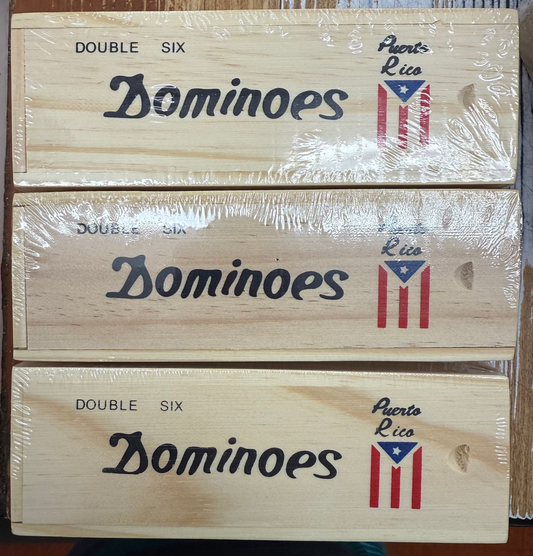 DOUBLE SIX
Puerto
Rico
Dominoes
DOUBLE SIX
Rico
Dominoes
DOUBLE SIX
Puerto
Rico
Dominoes